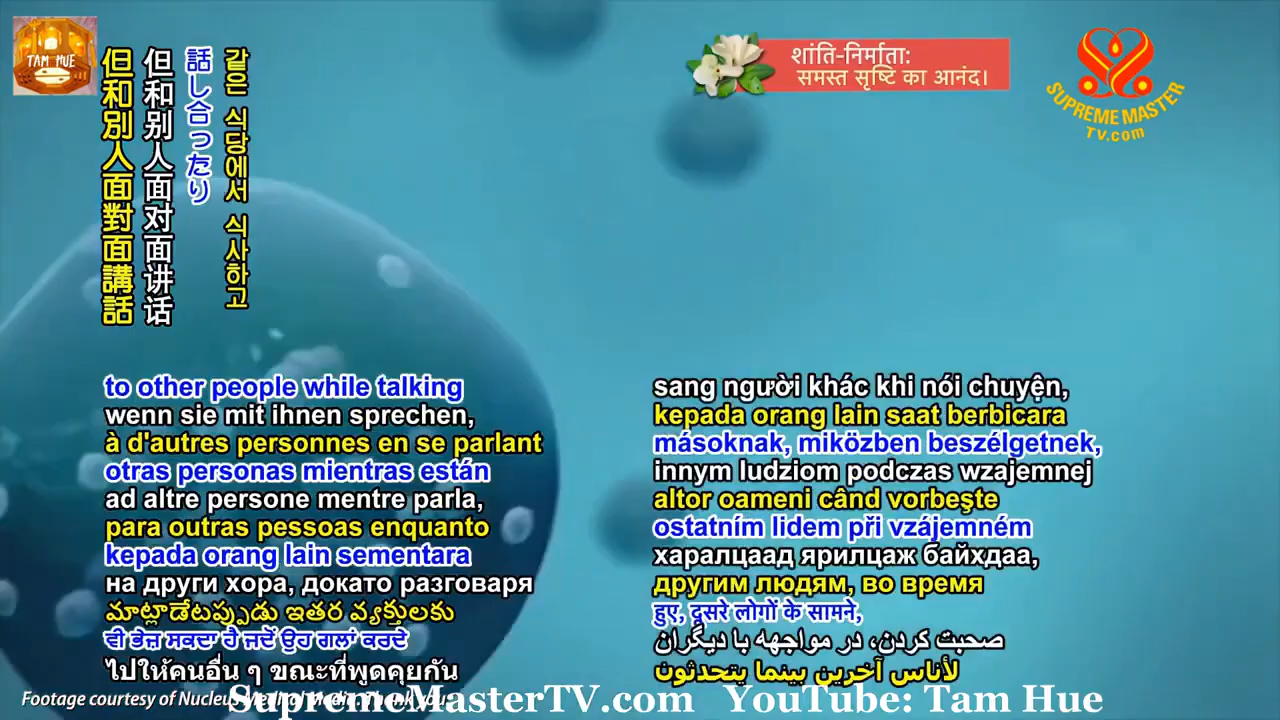 TAM HUE
但和別人面對面講話
但和别人面对面讲话
話し合ったり
같은 식당에서 식사하고
शांति-निर्माता:
समस्त सृष्टि का आनंद।
SUPREME MASTER
TV.com
to other people while talking
wenn sie mit ihnen sprechen,
à d'autres personnes en se parlant
otras personas mientras están
ad altre persone mentre parla,
para outras pessoas enquanto
kepada orang lain sementara
на други хора, докато разговаря
మాట్లాడేటప్పుడు ఇతర వ్యక్తులకు
ਵੀ ਭੇਜ਼ ਸਕਦਾ ਹੈ ਜਦੋਂ ਉਹ ਗਲਾਂ ਕਰਦੇ
ไปให้คนอื่น ๆ ขณะที่พูดคุยกัน
sang người khác khi nói chuyện,
kepada orang lain saat berbicara
másoknak, miközben beszélgetnek,
innym ludziom podczas wzajemnej
altor oameni când vorbeşte
ostatním lidem při vzájemném
харалцаад ярилцаж байхдаа,
другим людям, во время
हुए, दूसरे लोगों के सामने,
صحبت کردن، در مواجهه با دیگران
لأناس آخرين بينما يتحدثون
Footage courtesy of Nucleus Medical Media. Thank you.
SupremeMasterTV.com YouTube: Tam Hue